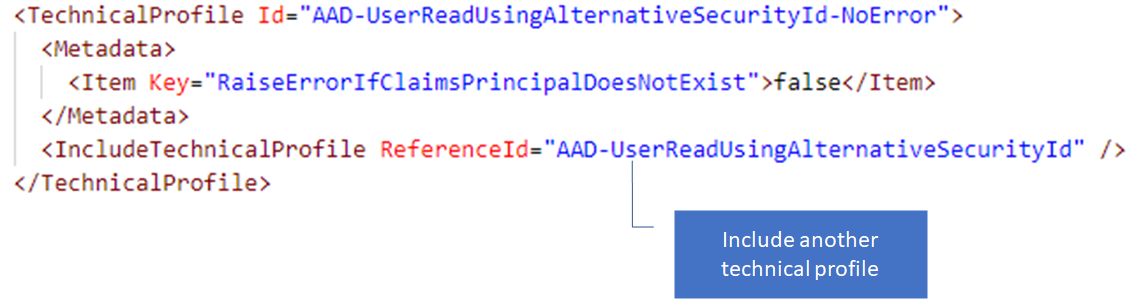 <TechnicalProfile Id="AAD-UserReadUsingAlternativeSecurityId-NoError">
<Metadata>
<Item Key="RaiseErrorIfClaimsPrincipalDoesNotExist">false</Item>
</Metadata>
<IncludeTechnicalProfile ReferenceId="AAD-UserReadUsingAlternativeSecurityId" />
</TechnicalProfile>
Include another
technical profile